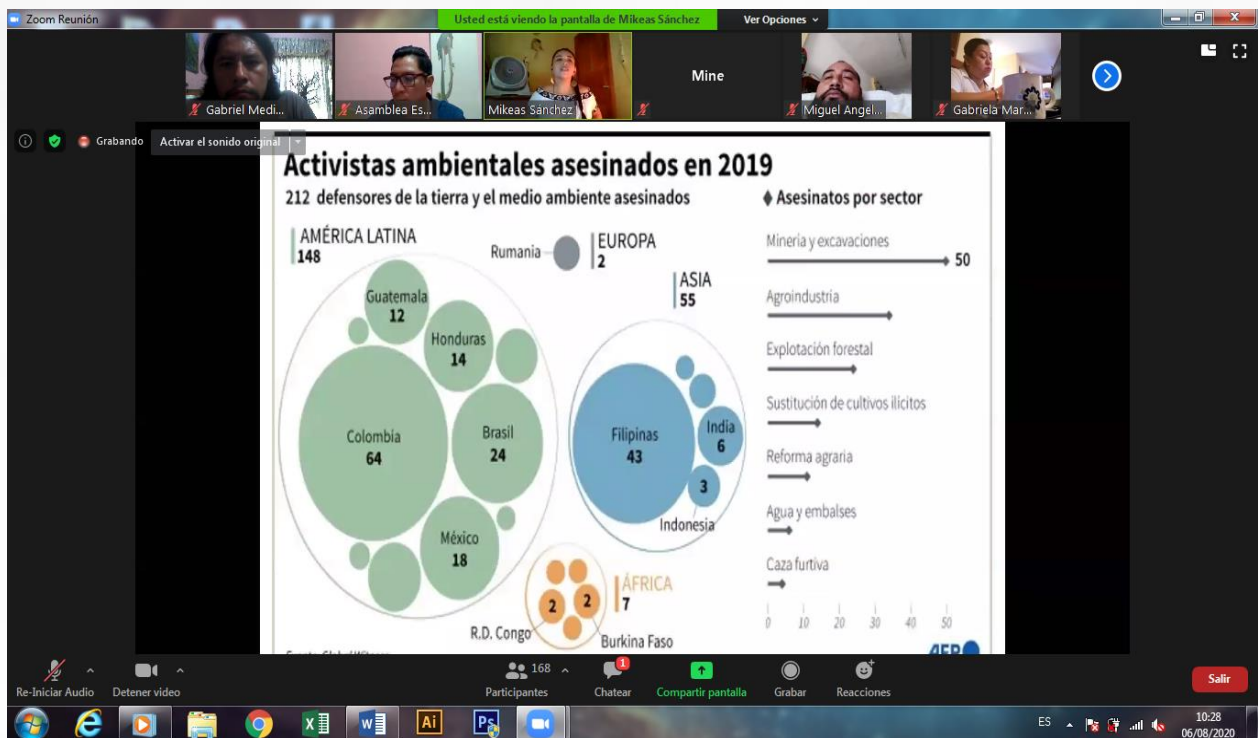 Zoom Reunión
Usted está viendo la pantalla de Mikeas Sánchez
Ver Opciones
Gabriel Medi...
Asamblea Es...
Mikeas Sánchez
Mine
Miguel Angel...
Gabriela Mar...
Grabando
Activar el sonido original
Activistas ambientales asesinados en 2019
212 defensores de la tierra y el medio ambiente asesinados
AMÉRICA LATINA
148
Guatemala
12
Honduras
14
Colombia
64
Brasil
24
México
18
Rumania
EUROPA
2
ASIA
55
Filipinas
43
India
6
3
Indonesia
ÁFRICA
7
2
2
R.D. Congo
Burkina Faso
Asesinatos por sector
Minería y excavaciones
50
Agroindustria
Explotación forestal
Sustitución de cultivos ilícitos
Reforma agraria
Agua y embalses
Caza furtiva
0 10 20 30 40 50
AFP
Re-Iniciar Audio
Detener video
168
Participantes
1
Chatear
Compartir pantalla
Grabar
Reacciones
Salir
Ai
Ps
ES
10:28
06/08/2020